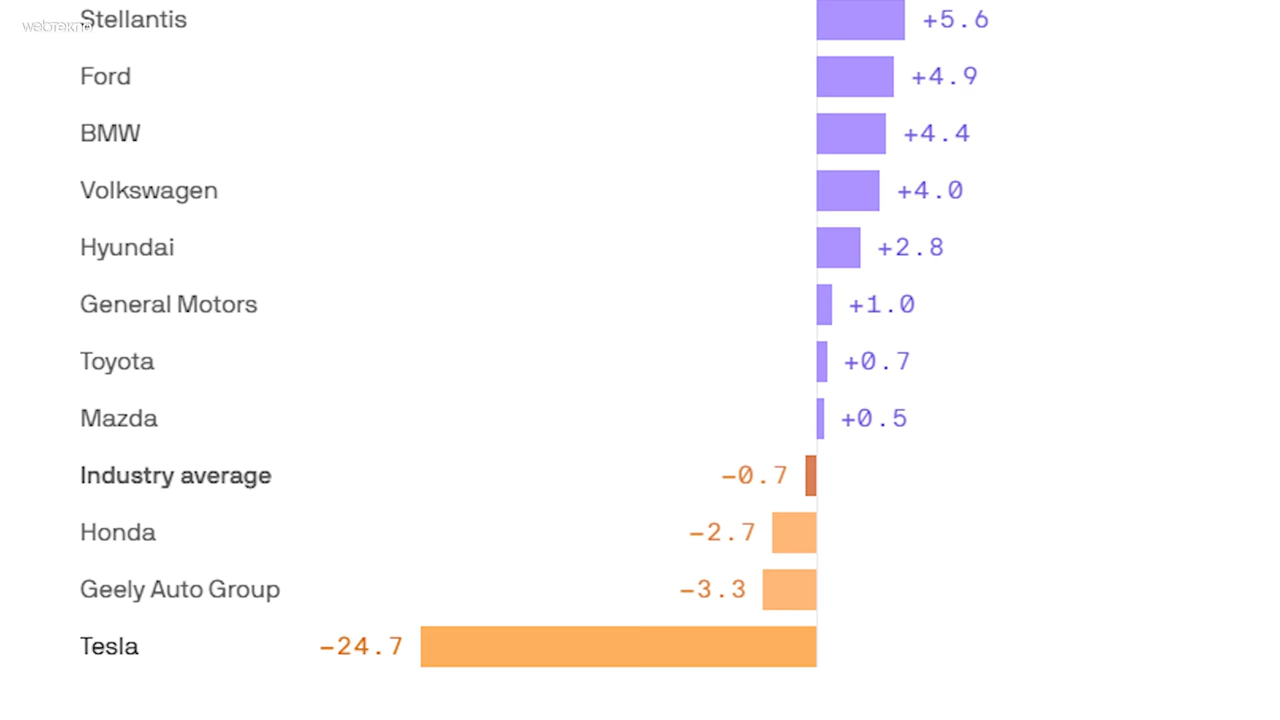 webtekno
Stellantis +5.6
Ford +4.9
BMW +4.4
Volkswagen +4.0
Hyundai +2.8
General Motors +1.0
Toyota +0.7
Mazda +0.5
Industry average -0.7
Honda -2.7
Geely Auto Group -3.3
Tesla -24.7